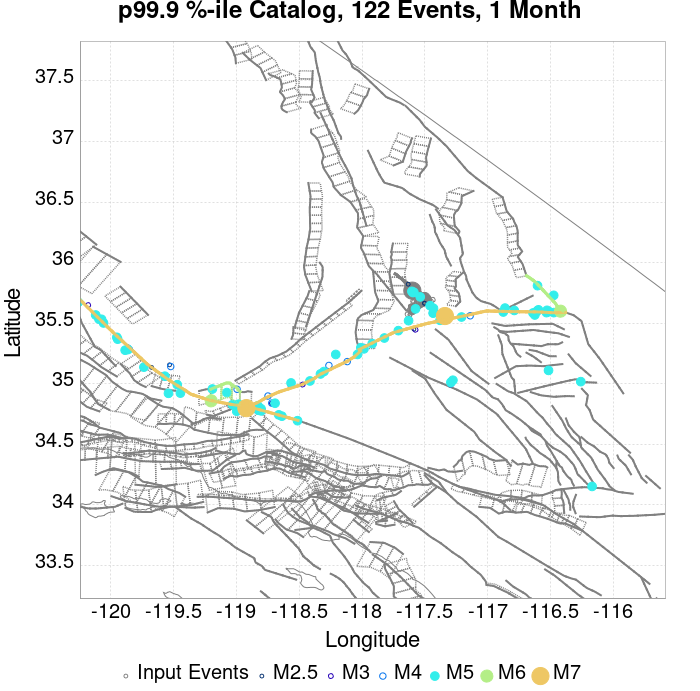 p99.9 %-ile Catalog, 122 Events, 1 Month
37.5
37
36.5
36
35.5
35
34.5
34
33.5
Latitude
-120 -119.5 -119 -118.5 -118 -117.5 -117 -116.5 -116
Longitude
Input Events M2.5 M3 M4 M5 M6 M7